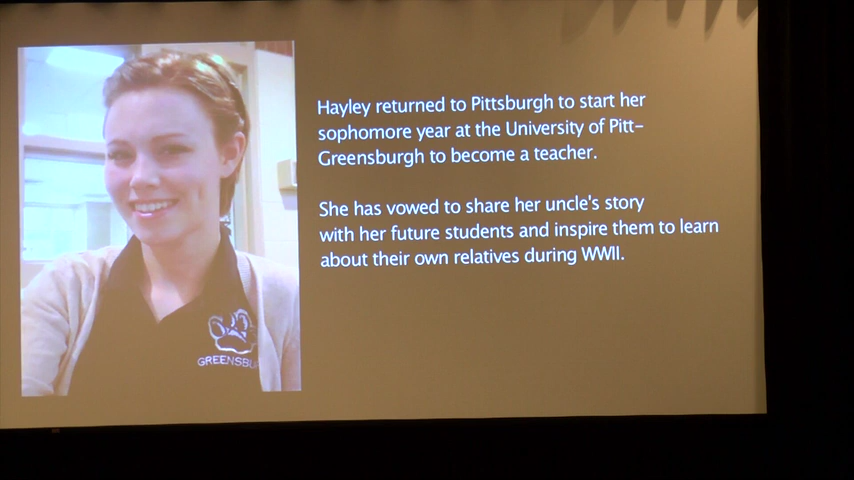 Hayley returned to Pittsburgh to start her
sophomore year at the University of Pitt-
Greensburgh to become a teacher.
She has vowed to share her uncle's story
with her future students and inspire them to learn
about their own relatives during WWII.
GREENSBU